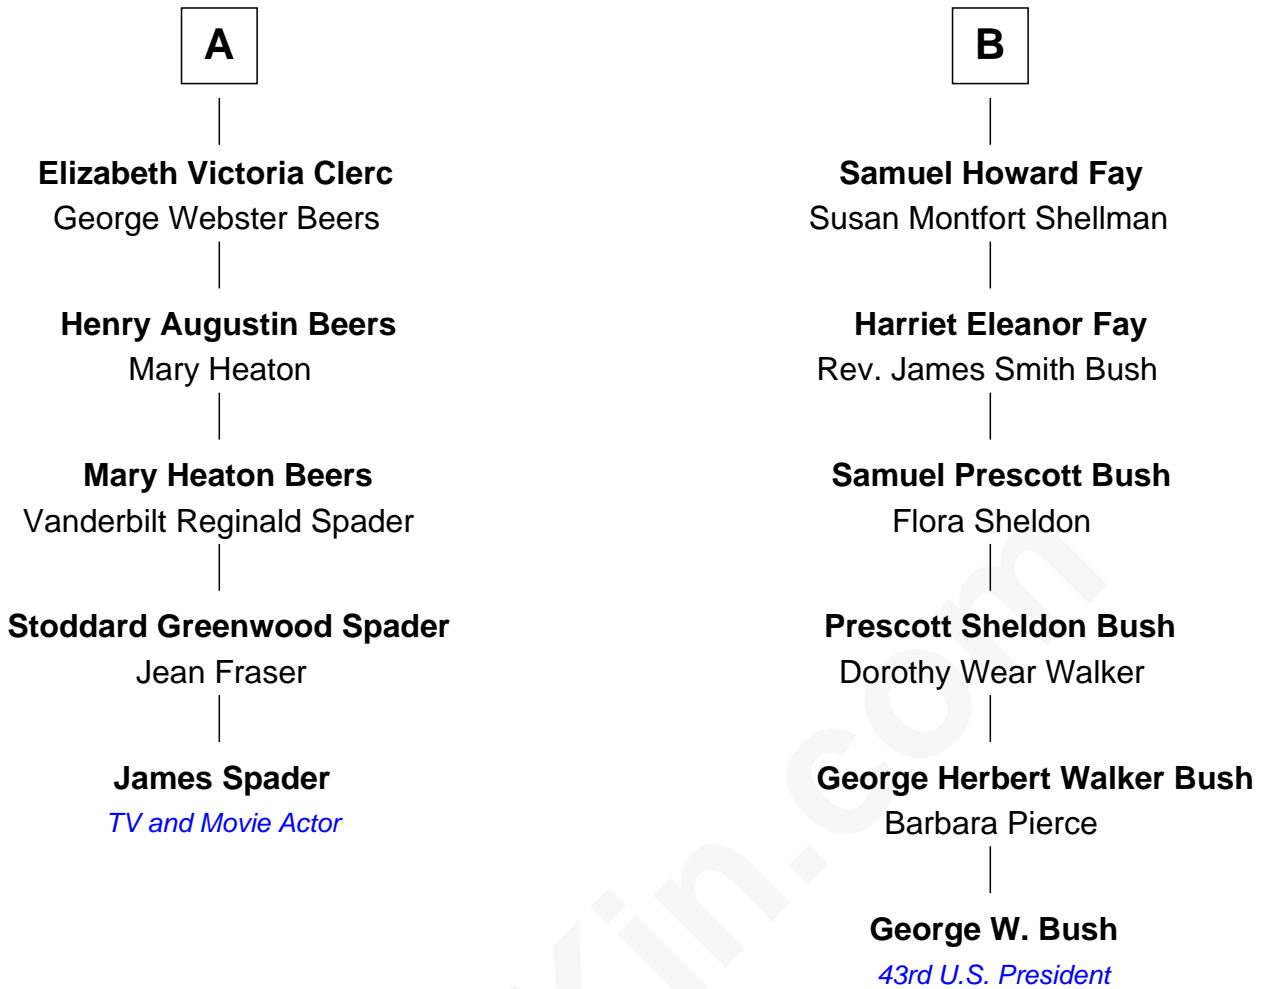 A
Elizabeth Victoria Clerc
George Webster Beers
Henry Augustin Beers
Mary Heaton
Mary Heaton Beers
Vanderbilt Reginald Spader
Stoddard Greenwood Spader
Jean Fraser
James Spader
TV and Movie Actor
B
Samuel Howard Fay
Susan Montfort Shellman
Harriet Eleanor Fay
Rev. James Smith Bush
Samuel Prescott Bush
Flora Sheldon
Prescott Sheldon Bush
Dorothy Wear Walker
George Herbert Walker Bush
Barbara Pierce
George W. Bush
43rd U.S. President
Kin.com